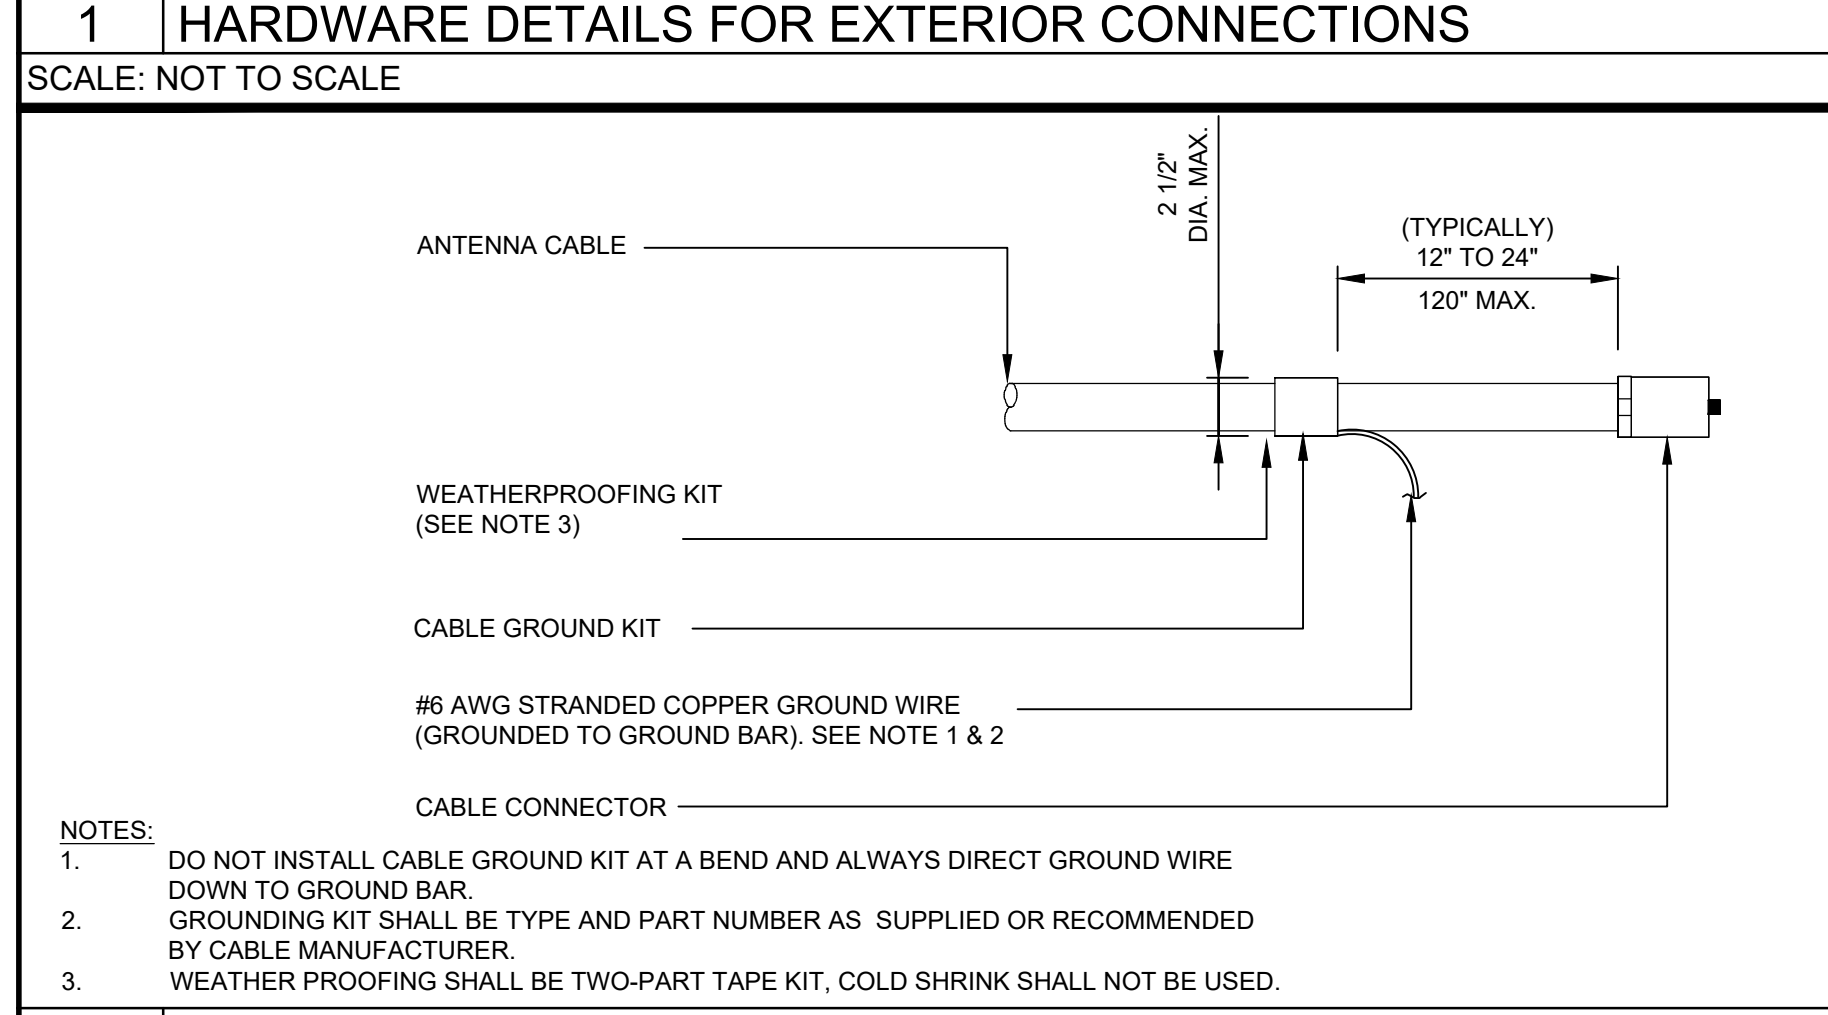 1 HARDWARE DETAILS FOR EXTERIOR CONNECTIONS
SCALE: NOT TO SCALE
2 1/2"
DIA. MAX.
(TYPICALLY)
12" TO 24"
120" MAX.
ANTENNA CABLE
WEATHERPROOFING KIT
(SEE NOTE 3)
CABLE GROUND KIT
#6 AWG STRANDED COPPER GROUND WIRE
(GROUNDED TO GROUND BAR). SEE NOTE 1 & 2
CABLE CONNECTOR
NOTES:
1. DO NOT INSTALL CABLE GROUND KIT AT A BEND AND ALWAYS DIRECT GROUND WIRE
DOWN TO GROUND BAR.
2. GROUNDING KIT SHALL BE TYPE AND PART NUMBER AS SUPPLIED OR RECOMMENDED
BY CABLE MANUFACTURER.
3. WEATHER PROOFING SHALL BE TWO-PART TAPE KIT, COLD SHRINK SHALL NOT BE USED.